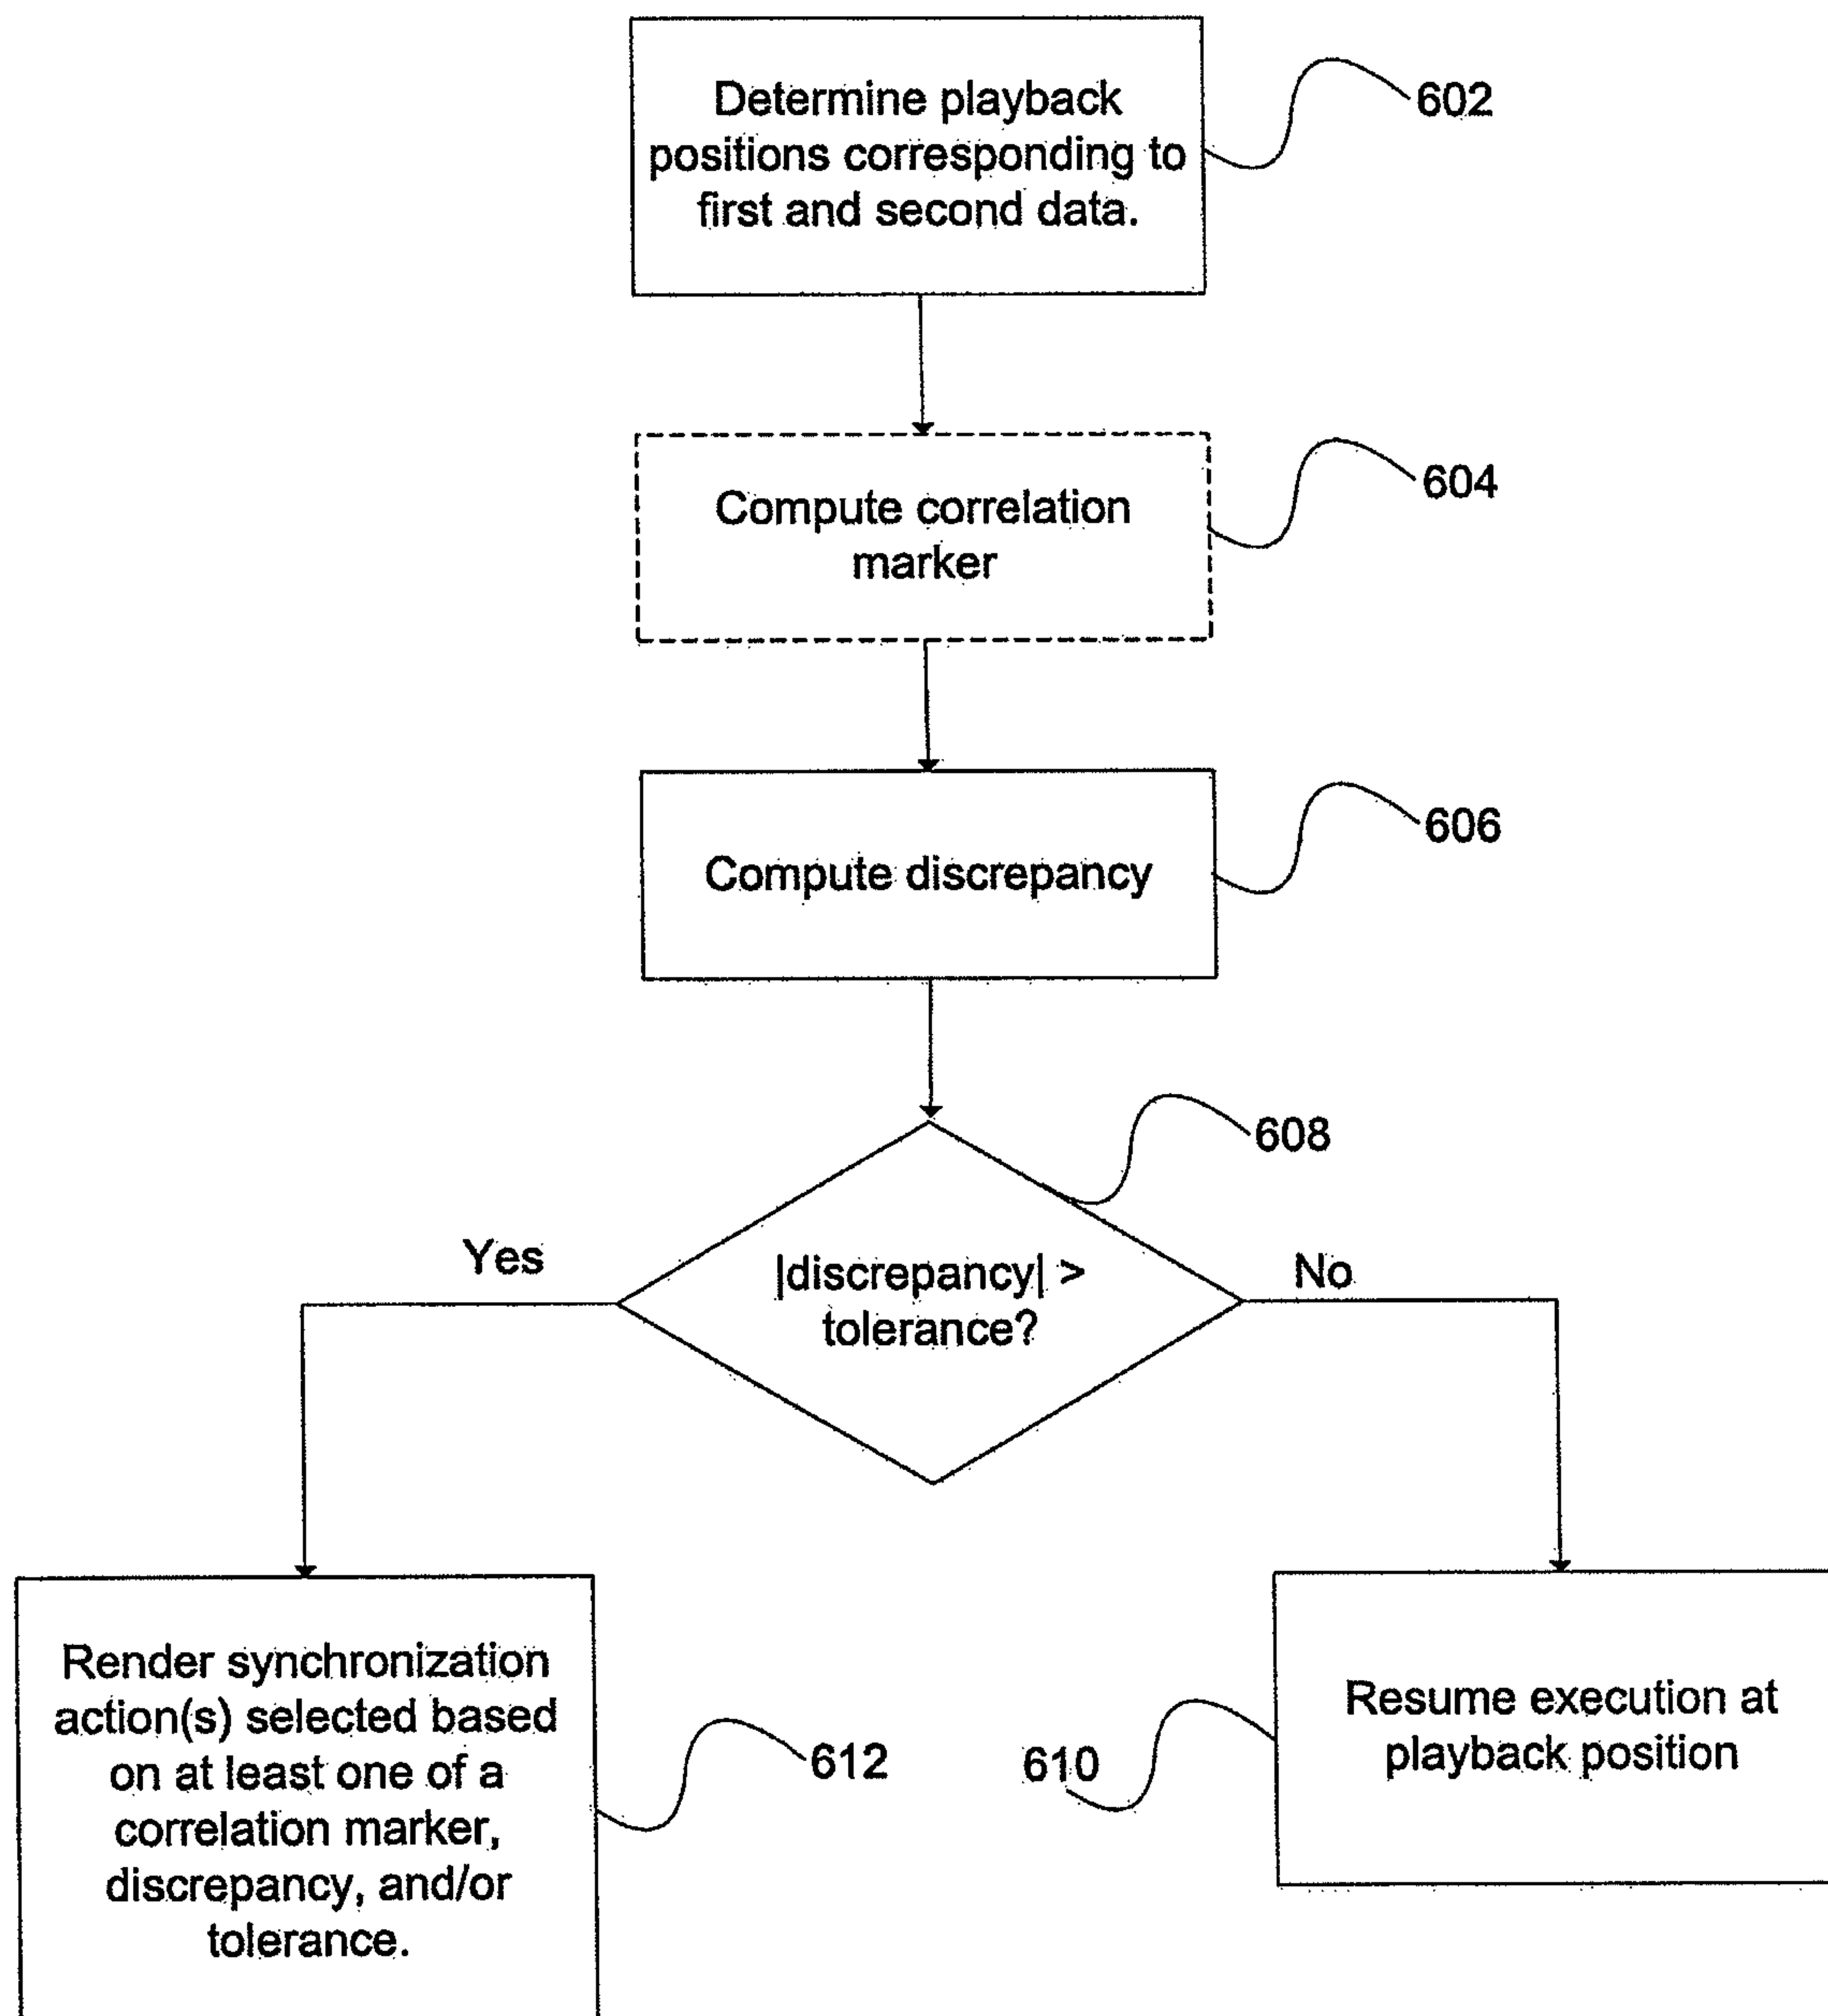 Determine playback
positions corresponding to
first and second data.
602
Compute correlation
marker
604
606
Compute discrepancy
608
Yes
|discrepancy| >
tolerance?
No
Render synchronization
action(s) selected based
on at least one of a
correlation marker,
discrepancy, and/or
tolerance.
612
610
Resume execution at
playback position